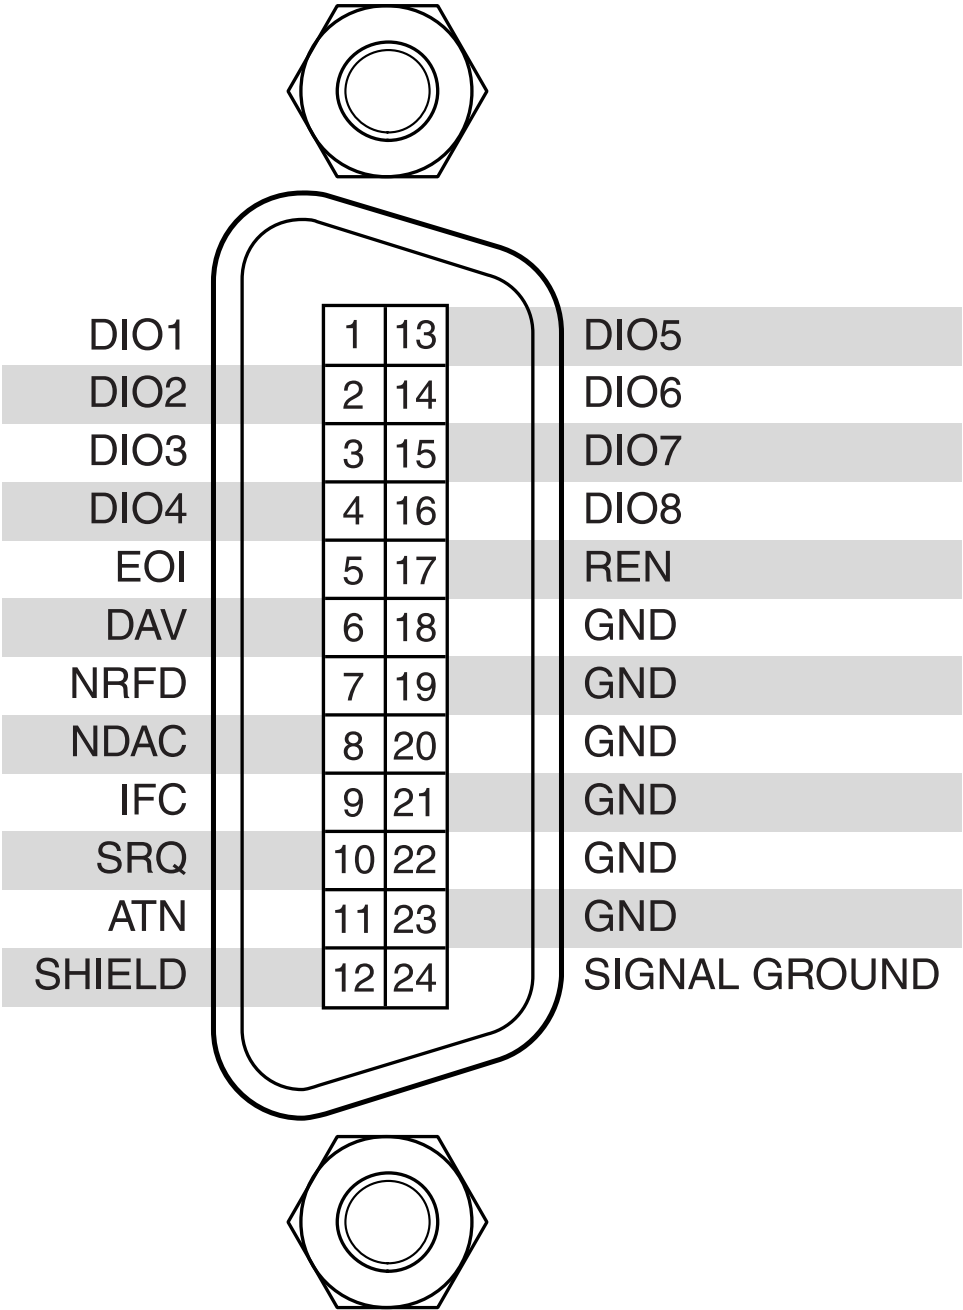 DIO1 1 13 DIO5
DIO2 2 14 DIO6
DIO3 3 15 DIO7
DIO4 4 16 DIO8
EOI 5 17 REN
DAV 6 18 GND
NRFD 7 19 GND
NDAC 8 20 GND
IFC 9 21 GND
SRQ 10 22 GND
ATN 11 23 GND
SHIELD 12 24 SIGNAL GROUND